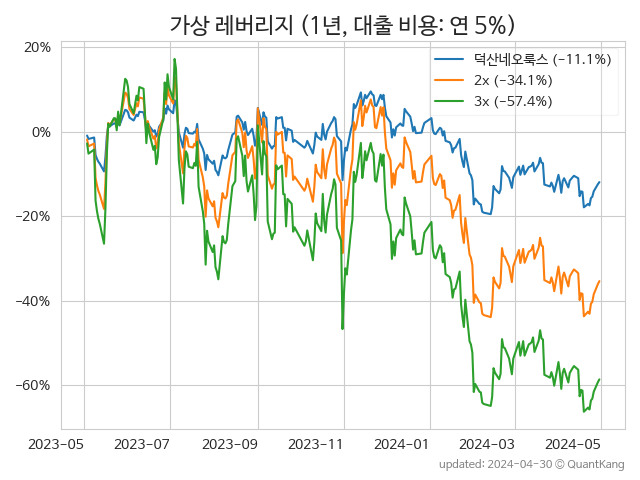 가상 레버리지 (1년, 대출 비용: 연 5%)
덕산네오룩스 (−11.1%)
2x (−34.1%)
3x (−57.4%)
20%
0%
−20%
−40%
−60%
2023-05 2023-07 2023-09 2023-11 2024-01 2024-03 2024-05
updated: 2024-04-30 © QuantKang